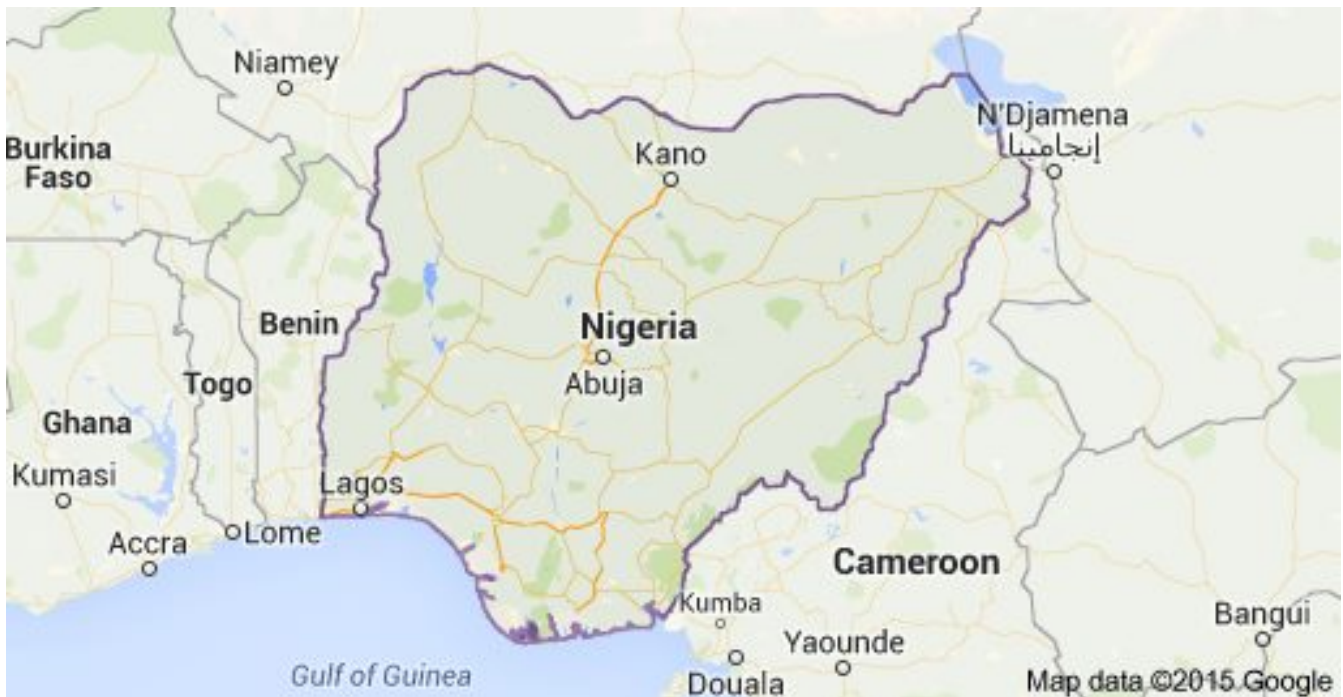 Niamey
N'Djamena
إنجامينا
Burkina
Faso
Kano
Benin
Nigeria
Togo
Abuja
Ghana
Kumasi
Lagos
Lome
Accra
Cameroon
Kumba
Bangui
Yaounde
Gulf of Guinea
Douala
Map data ©2015 Google